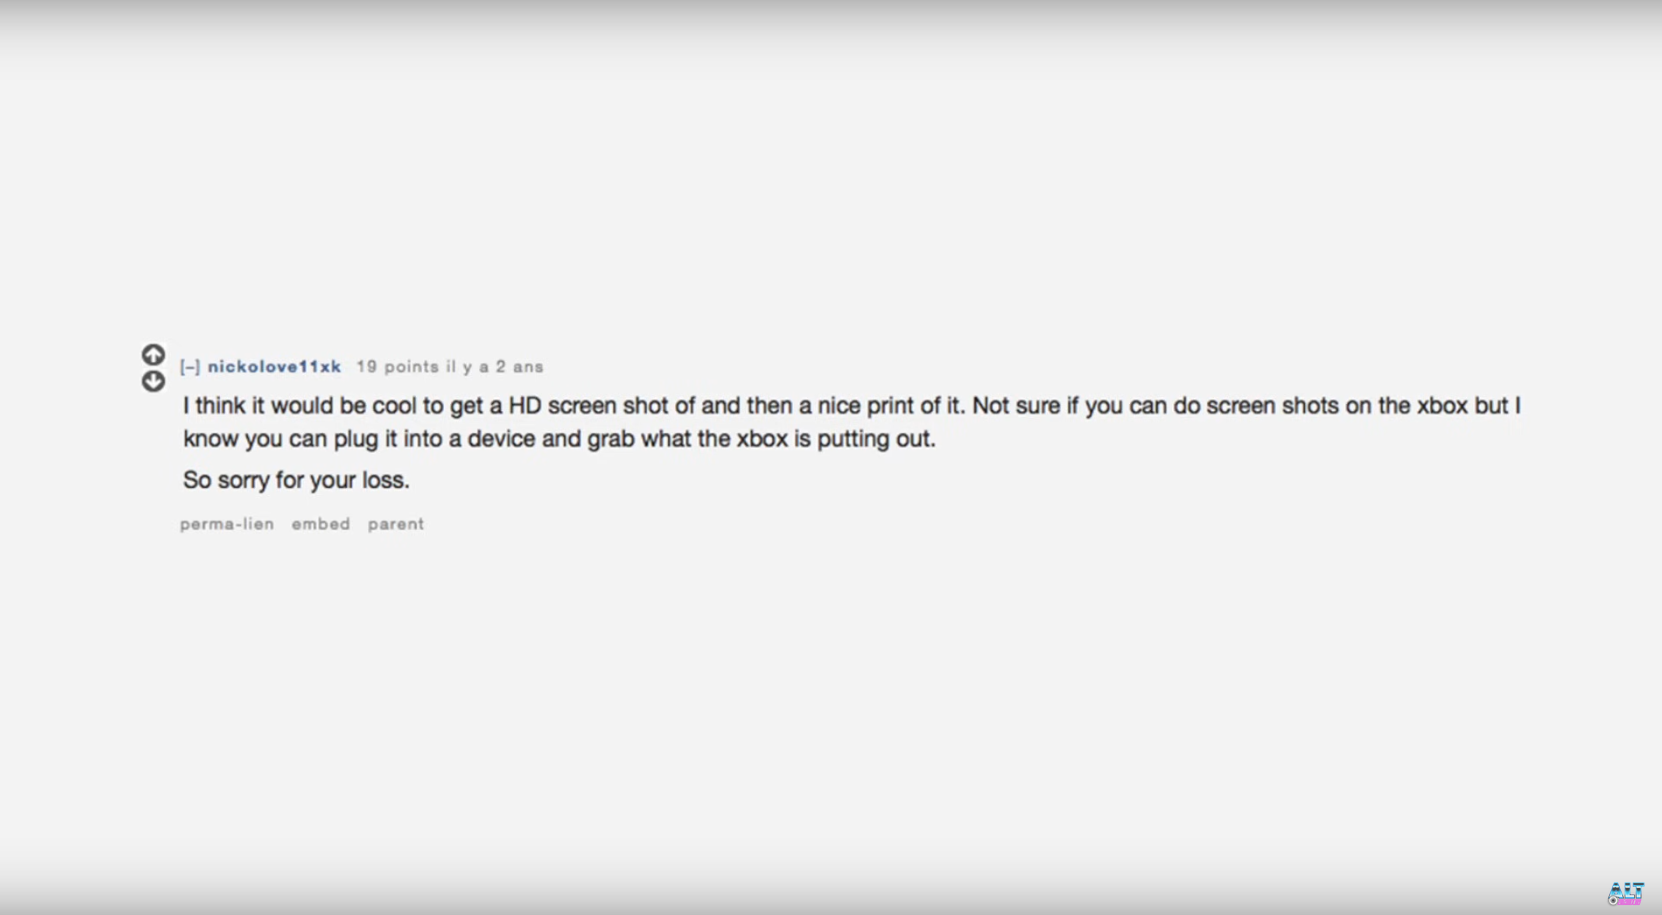 [–] nickolove11xk 19 points il y a 2 ans
I think it would be cool to get a HD screen shot of and then a nice print of it. Not sure if you can do screen shots on the xbox but I
know you can plug it into a device and grab what the xbox is putting out.
So sorry for your loss.
perma-lien embed parent
ALT